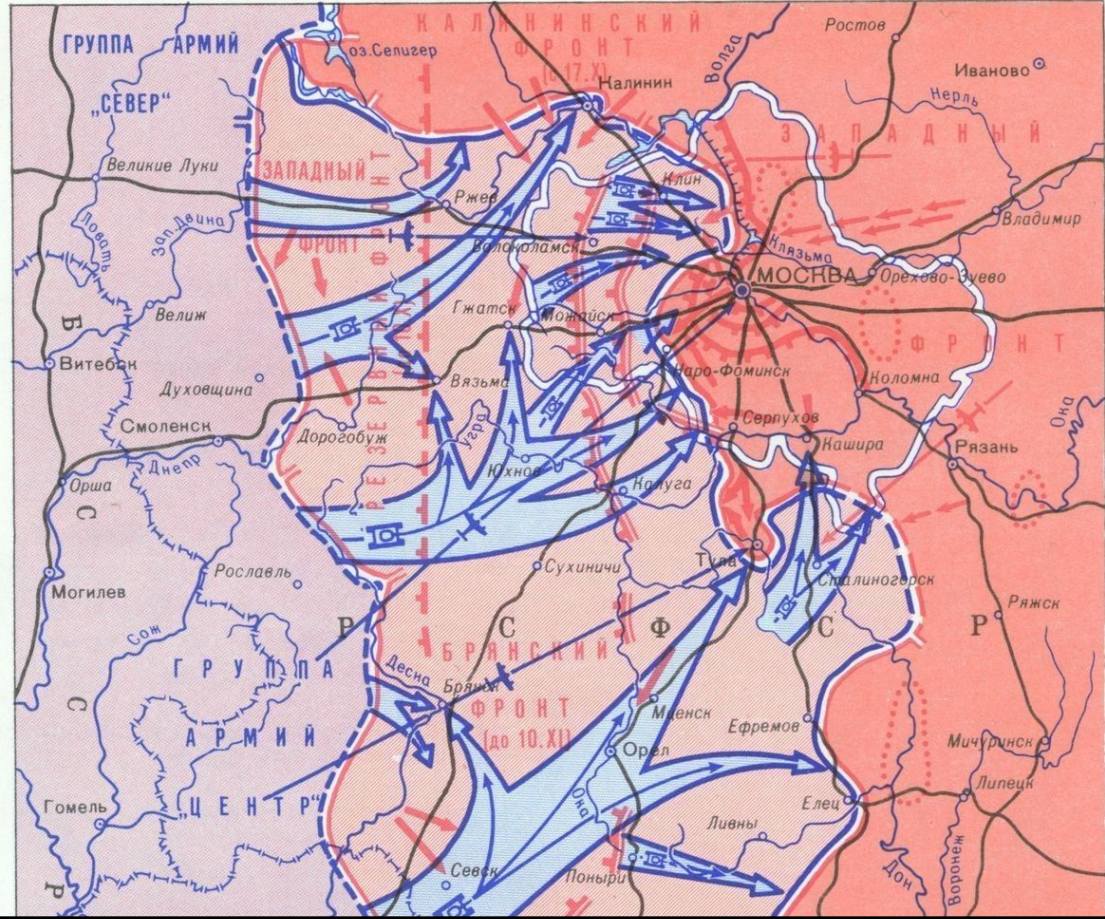 КАЛИНИНСКИЙ
ФРОНТ
(с 17.X)
ГРУППА АРМИЙ
„СЕВЕР“
оз.Селигер
Калинин
Волга
Ростов
Иваново
Нерль
ЗАПАДНЫЙ
ФРОНТ
Великие Луки
Ловать
Зап.Двина
ЗАПАДНЫЙ
ФРОНТ
Ржев
Клин
Владимир
Волоколамск
Клязьма
МОСКВА
Орехово-Зуево
Велиж
Гжатск
Можайск
Витебск
Духовщина
Вязьма
Наро-Фоминск
Коломна
РЕЗЕРВНЫЙ ФРОНТ
Смоленск
Дорогобуж
Угра
Серпухов
Кашира
Ока
Рязань
Днепр
Орша
Юхнов
Калуга
Могилев
Рославль
Сухиничи
Тула
Сталиногорск
Ряжск
Сож
БССР
РСФСР
ГРУППА
АРМИЙ
„ЦЕНТР“
Десна
БРЯНСКИЙ
ФРОНТ
(до 10.XI)
Брянск
Мценск
Ефремов
Орел
Мичуринск
Гомель
Ока
Елец
Липецк
Ливны
Севск
Поныри
Дон
Воронеж